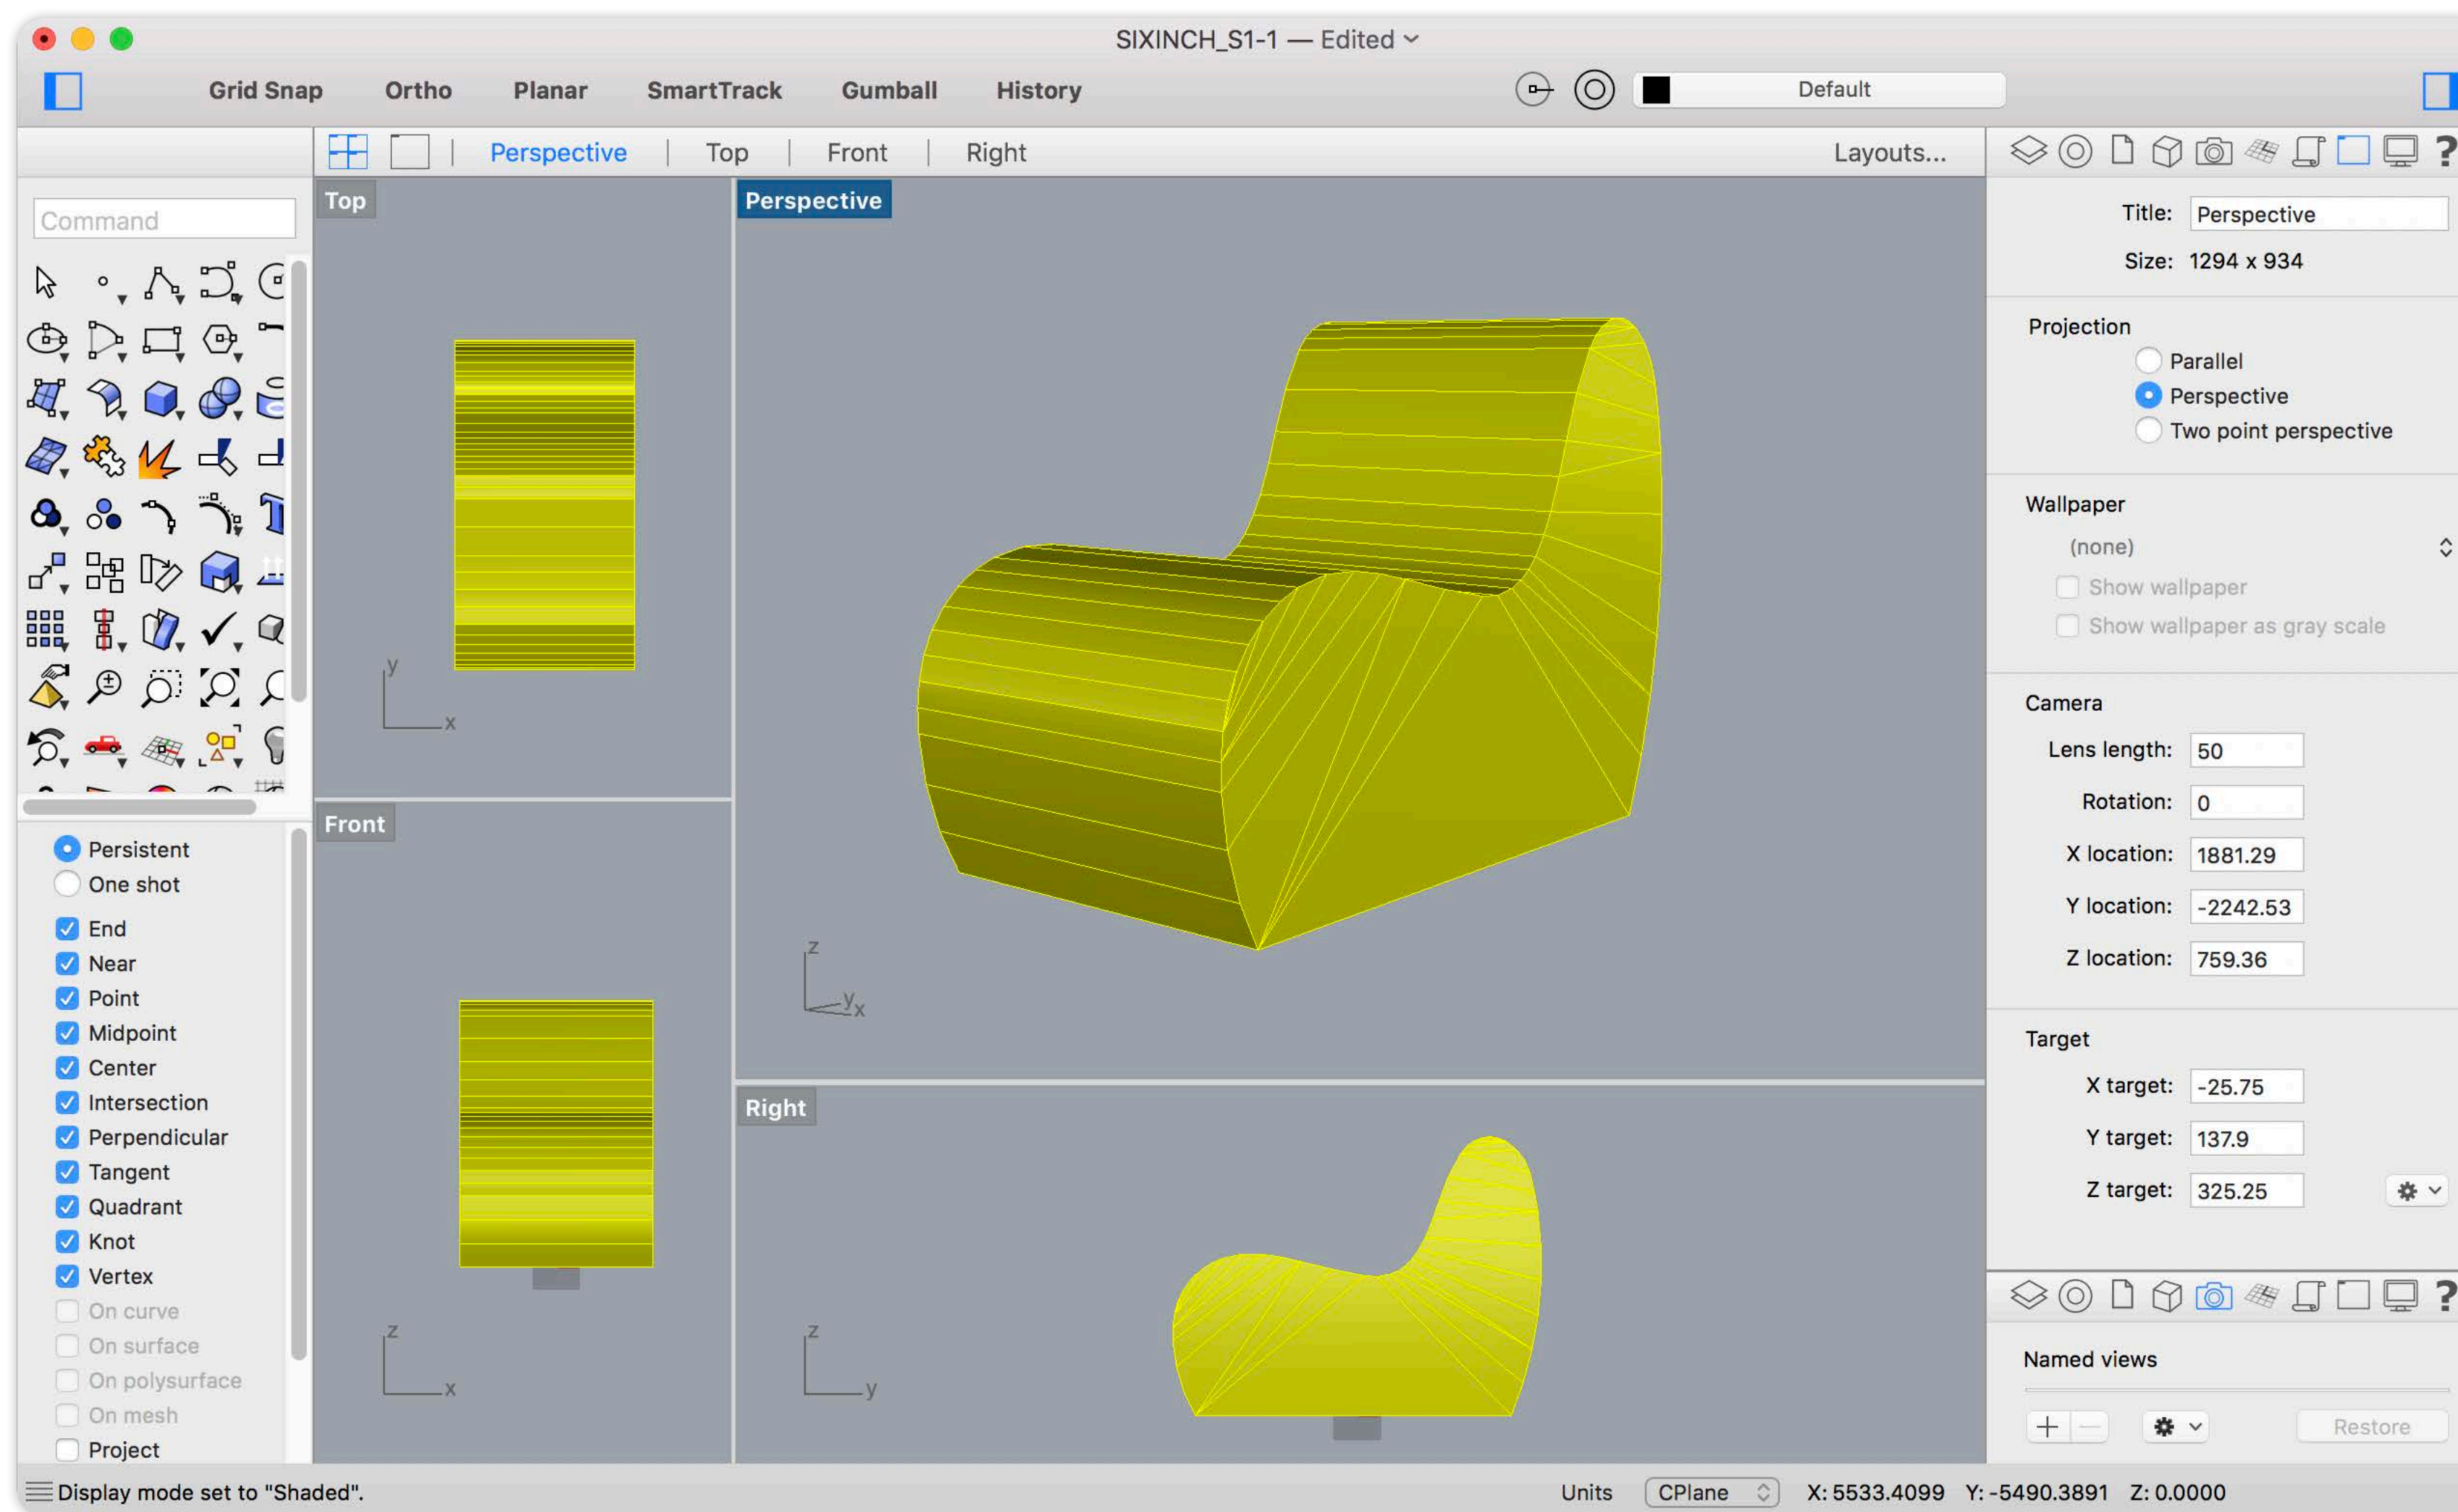 SIXINCH_S1-1 — Edited
Grid Snap Ortho Planar SmartTrack Gumball History Default
Perspective Top Front Right Layouts...
Command
Top
Perspective
y
x
Front
z
x
z
y
x
Right
z
y
Persistent
One shot
End
Near
Point
Midpoint
Center
Intersection
Perpendicular
Tangent
Quadrant
Knot
Vertex
On curve
On surface
On polysurface
On mesh
Project
Title: Perspective
Size: 1294 x 934
Projection
Parallel
Perspective
Two point perspective
Wallpaper
(none)
Show wallpaper
Show wallpaper as gray scale
Camera
Lens length: 50
Rotation: 0
X location: 1881.29
Y location: -2242.53
Z location: 759.36
Target
X target: -25.75
Y target: 137.9
Z target: 325.25
Named views
Restore
Display mode set to "Shaded". Units CPlane X: 5533.4099 Y: -5490.3891 Z: 0.0000